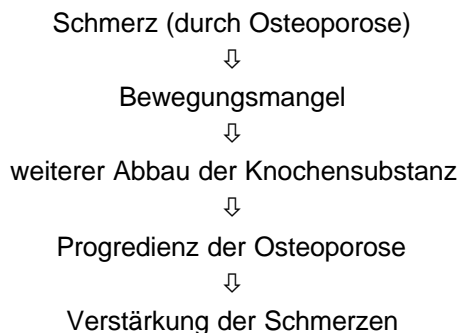 Schmerz (durch Osteoporose)
⇩
Bewegungsmangel
⇩
weiterer Abbau der Knochensubstanz
⇩
Progredienz der Osteoporose
⇩
Verstärkung der Schmerzen